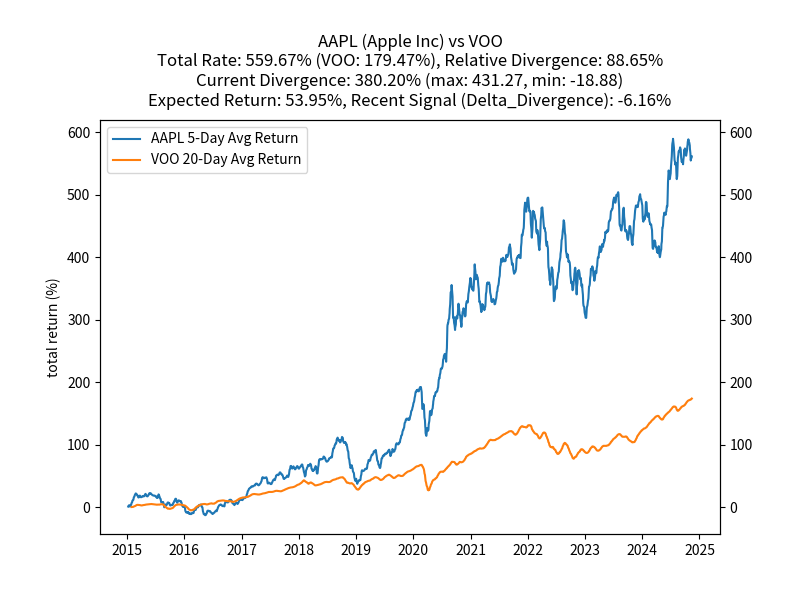 AAPL (Apple Inc) vs VOO
Total Rate: 559.67% (VOO: 179.47%), Relative Divergence: 88.65%
Current Divergence: 380.20% (max: 431.27, min: -18.88)
Expected Return: 53.95%, Recent Signal (Delta_Divergence): -6.16%
AAPL 5-Day Avg Return
VOO 20-Day Avg Return
total return (%)
600 600
500 500
400 400
300 300
200 200
100 100
0 0
2015 2016 2017 2018 2019 2020 2021 2022 2023 2024 2025